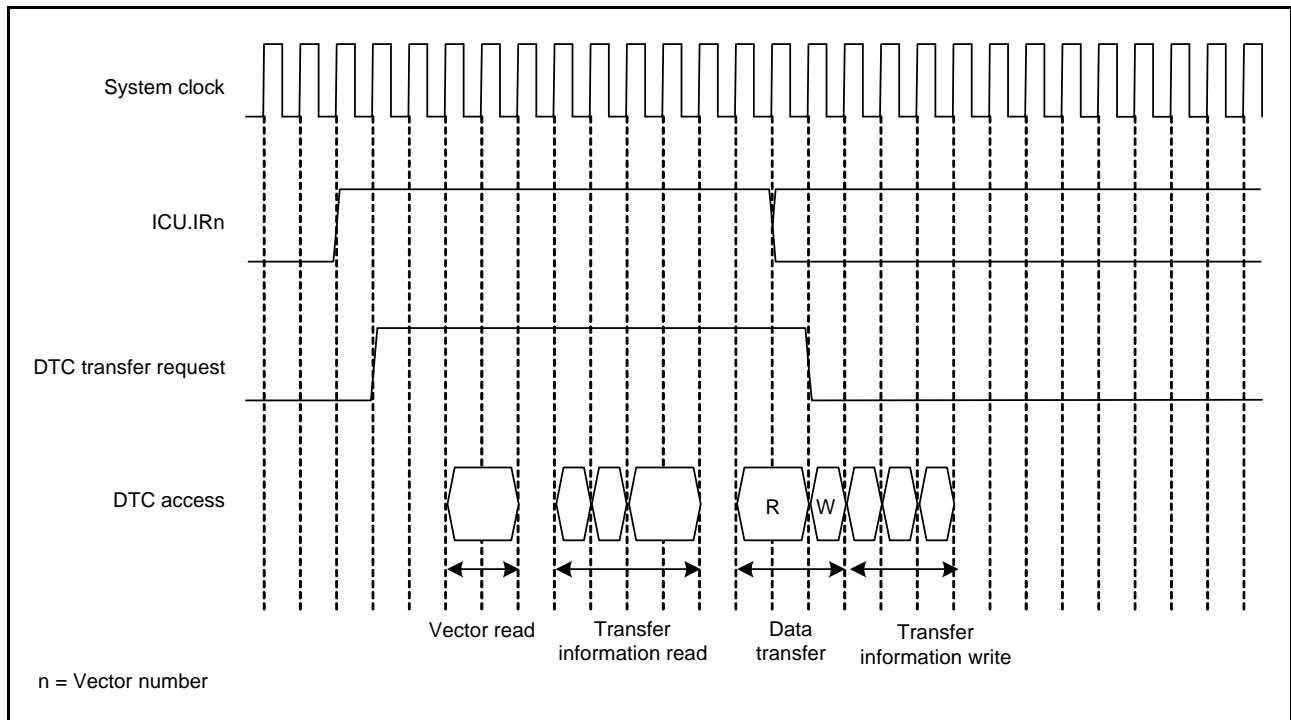 System clock
ICU.IRn
DTC transfer request
DTC access
R
W
Vector read
Transfer
information read
Data
transfer
Transfer
information write
n = Vector number